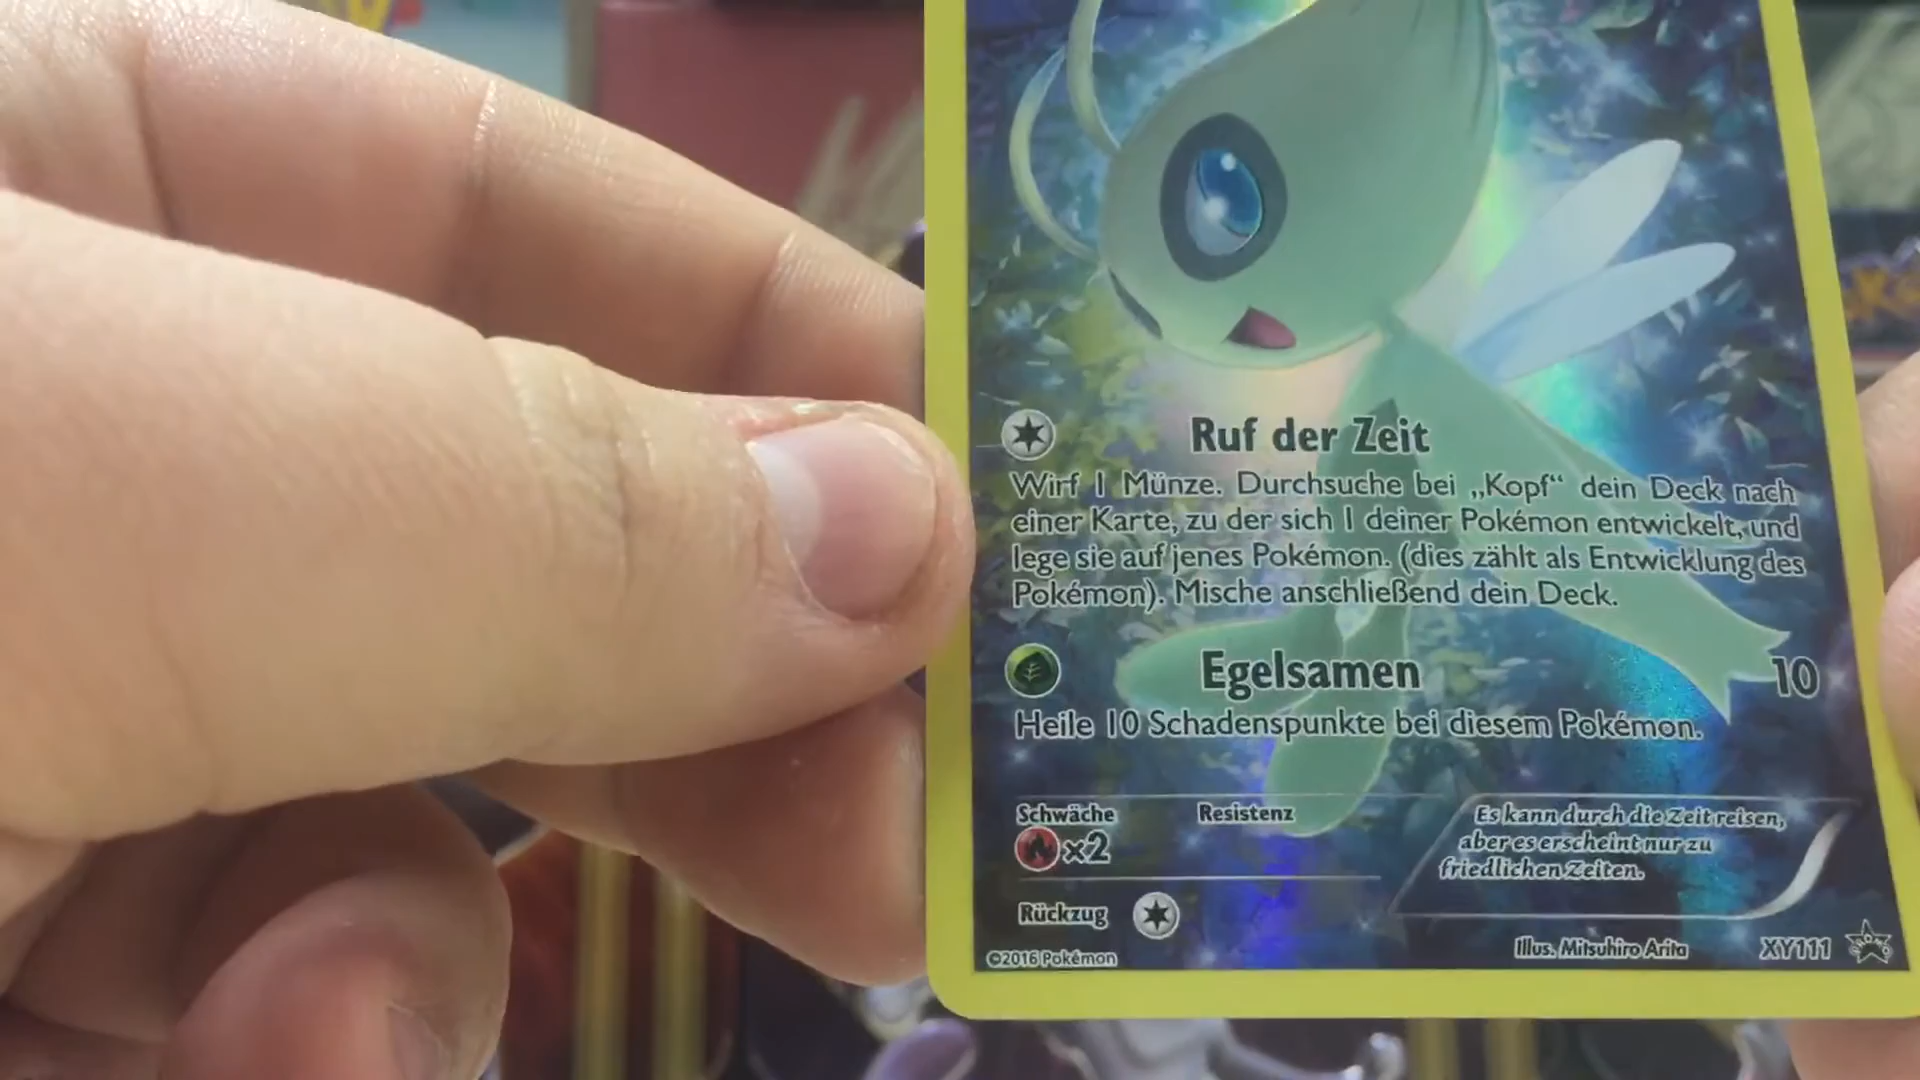 Ruf der Zeit
Wirf 1 Münze. Durchsuche bei „Kopf“ dein Deck nach
einer Karte, zu der sich 1 deiner Pokémon entwickelt, und
lege sie auf jenes Pokémon. (dies zählt als Entwicklung des
Pokémon). Mische anschließend dein Deck.
Egelsamen 10
Heile 10 Schadenspunkte bei diesem Pokémon.
Schwäche Resistenz
x2
Es kann durch die Zeit reisen,
aber es erscheint nur zu
friedlichen Zeiten.
Rückzug
©2016 Pokémon Illus. Mitsuhiro Arita XY111 PROMO